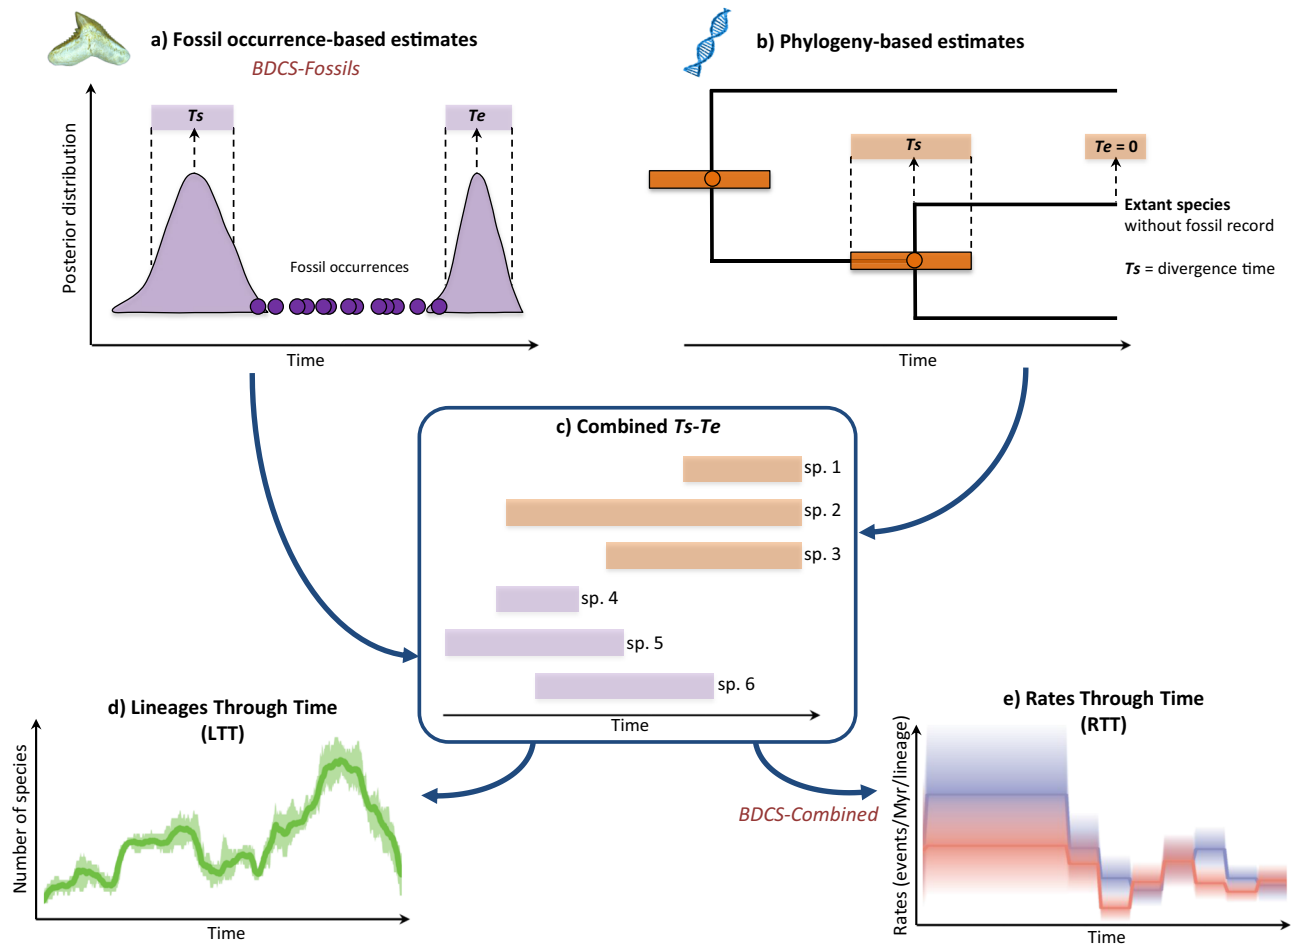 a) Fossil occurrence-based estimates
BDCS-Fossils
Ts
Te
Posterior distribution
Fossil occurrences
Time
b) Phylogeny-based estimates
Ts
Te = 0
Extant species
without fossil record
Ts = divergence time
Time
c) Combined Ts-Te
sp. 1
sp. 2
sp. 3
sp. 4
sp. 5
sp. 6
Time
d) Lineages Through Time
(LTT)
Number of species
Time
BDCS-Combined
e) Rates Through Time
(RTT)
Rates (events/Myr/lineage)
Time